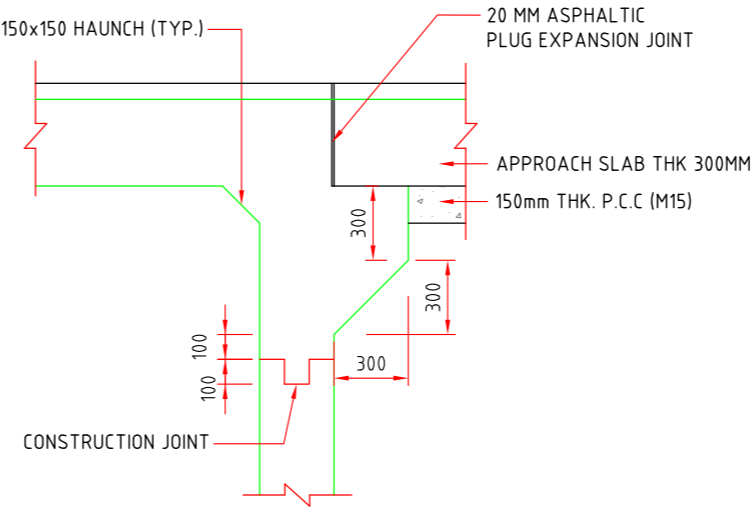 150x150 HAUNCH (TYP.)
20 MM ASPHALTIC
PLUG EXPANSION JOINT
APPROACH SLAB THK 300MM
150mm THK. P.C.C (M15)
300
300
100
300
100
CONSTRUCTION JOINT